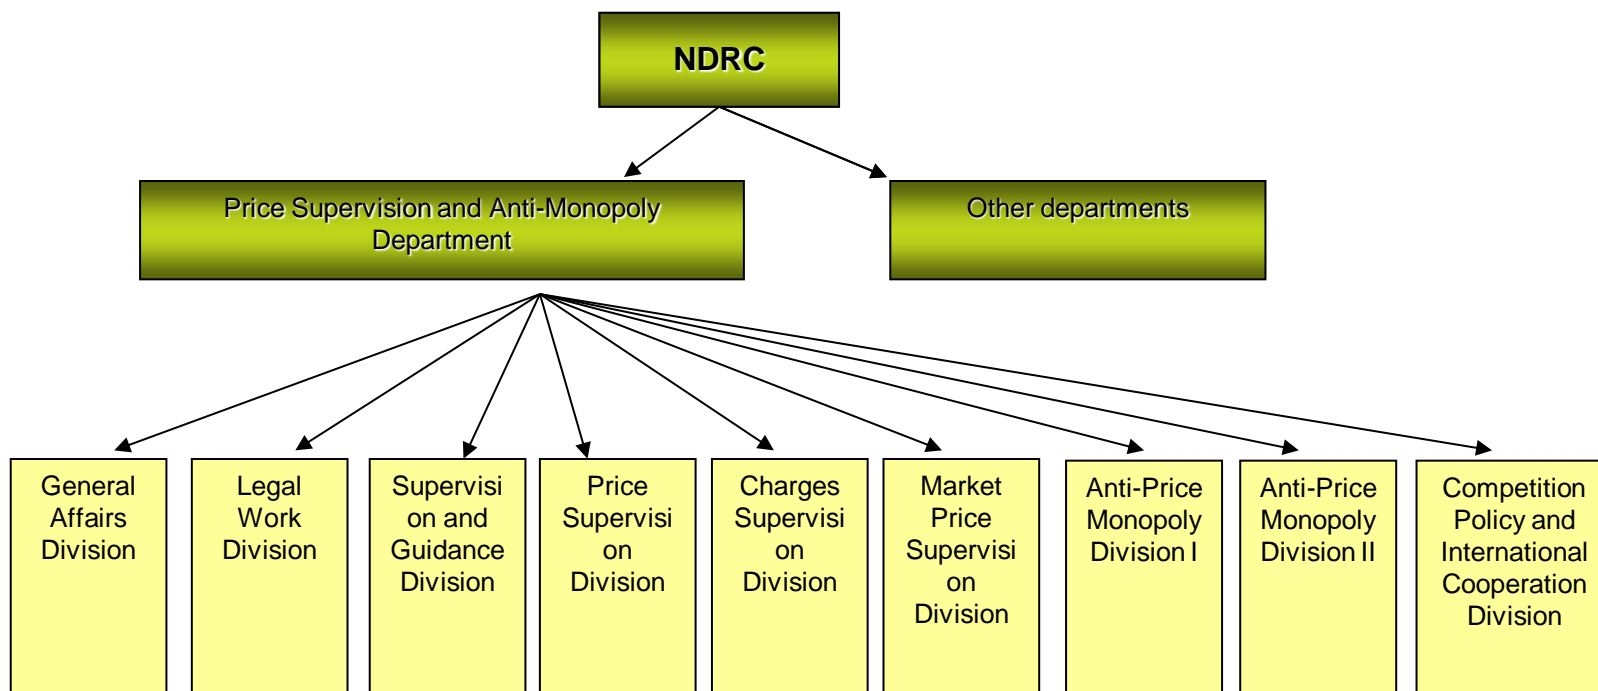 NDRC
Price Supervision and Anti-Monopoly
Department
Other departments
General
Affairs
Division
Legal
Work
Division
Supervisi
on and
Guidance
Division
Price
Supervisi
on
Division
Charges
Supervisi
on
Division
Market
Price
Supervisi
on
Division
Anti-Price
Monopoly
Division I
Anti-Price
Monopoly
Division II
Competition
Policy and
International
Cooperation
Division